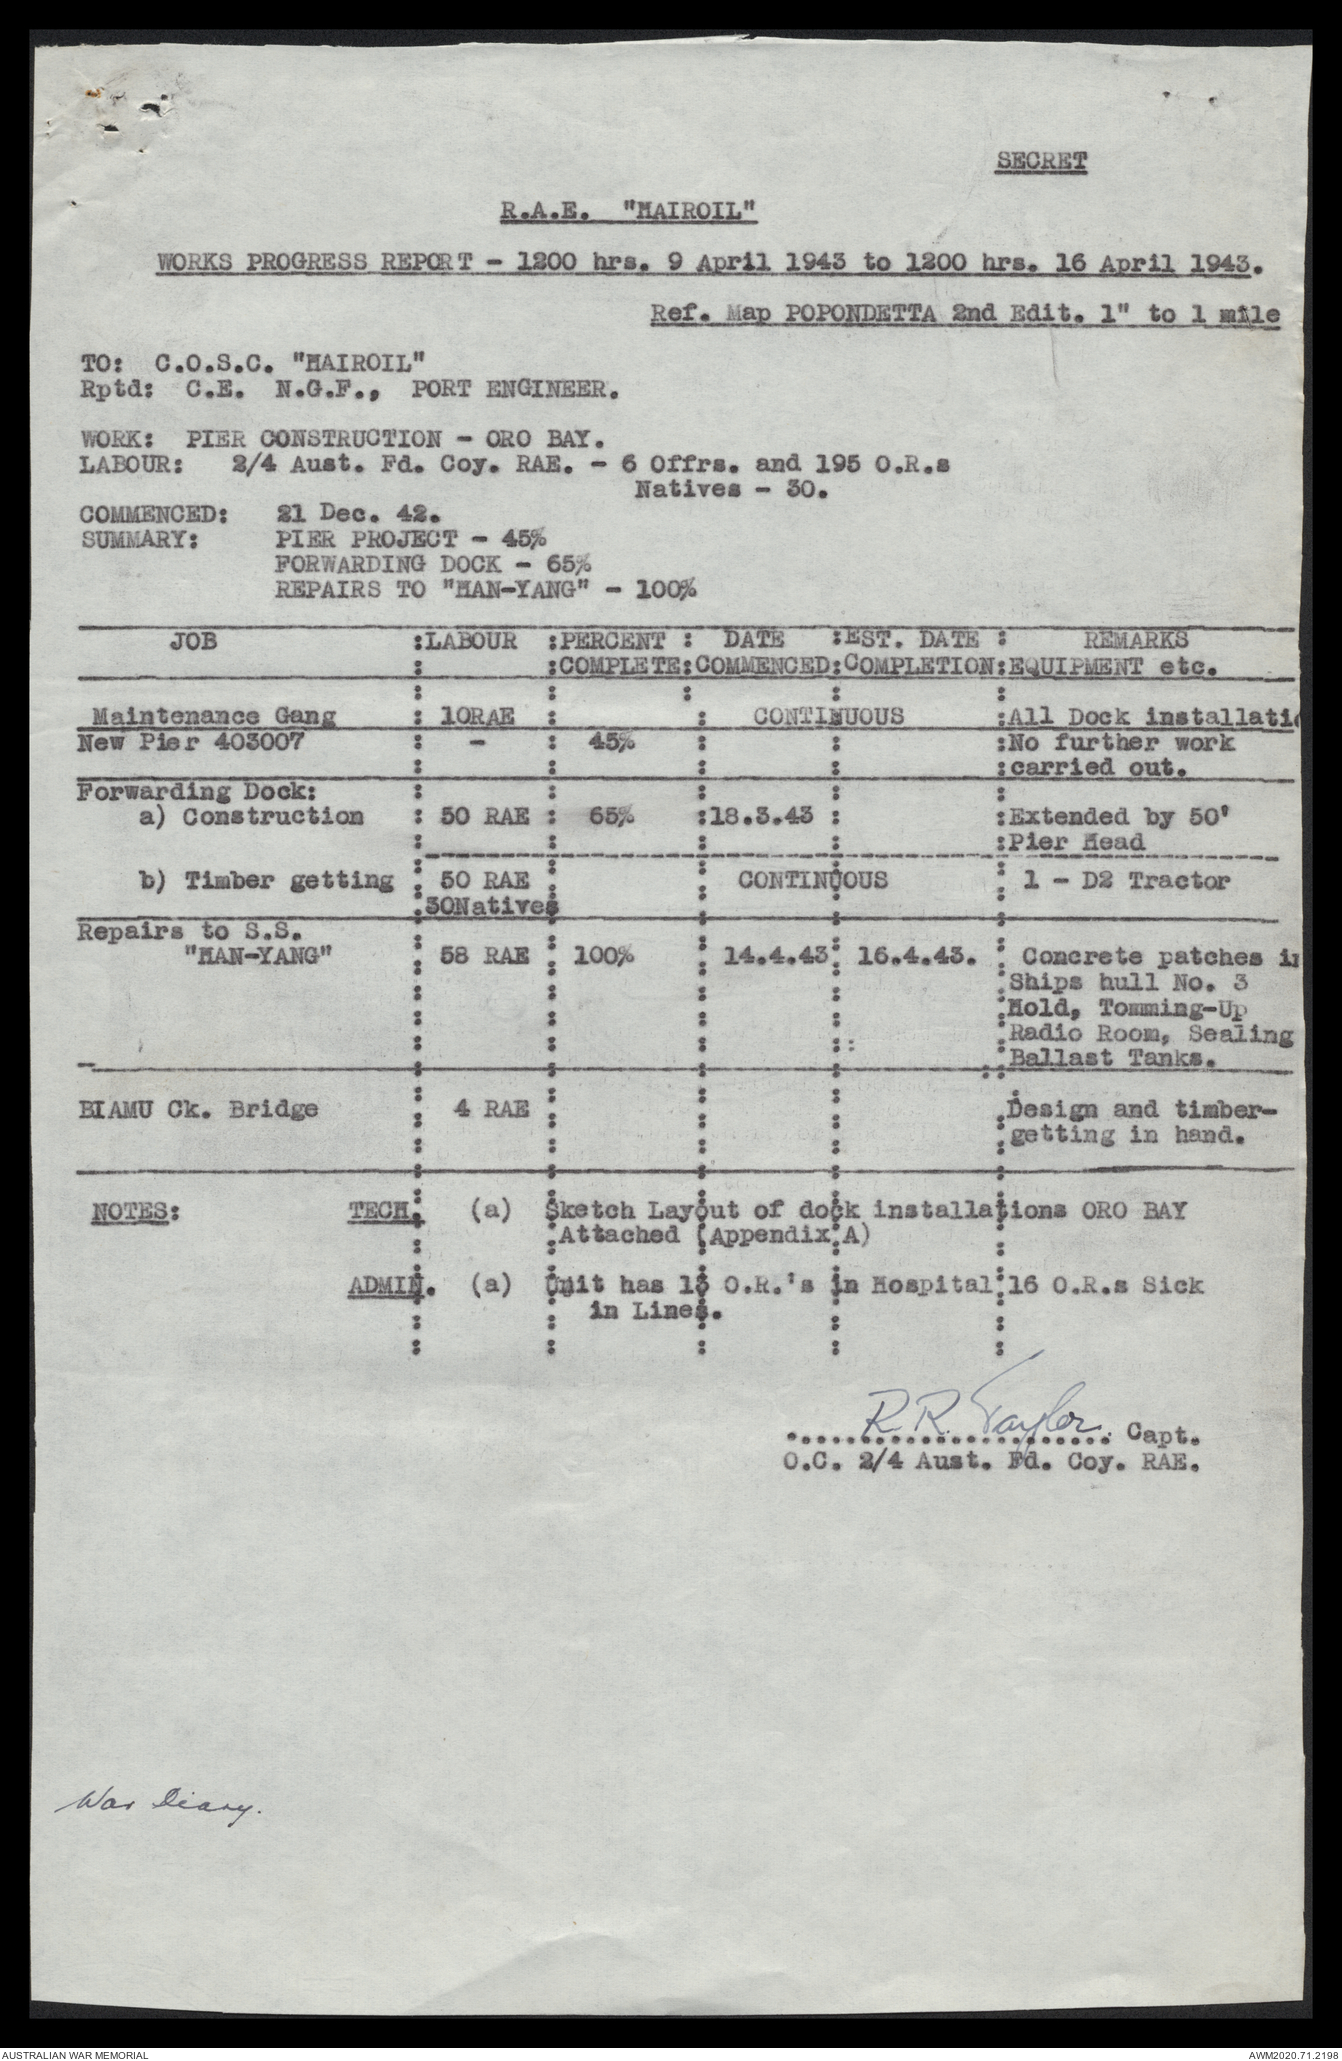 SECRET
R.A.E. "HAIROIL"
WORKS PROGRESS REPORT - 1200 hrs. 9 April 1943 to 1200 hrs. 16 April 1943.
Ref. Map POPONDETTA 2nd Edit. 1" to 1 mile
TO: C.O.S.C. "HAIROIL"
Rptd: C.E. N.G.F., PORT ENGINEER.
WORK: PIER CONSTRUCTION - ORO BAY.
LABOUR: 2/4 Aust. Fd. Coy. RAE. - 6 Offrs. and 195 O.R.s
Natives - 30.
COMMENCED: 21 Dec. 42.
SUMMARY: PIER PROJECT - 45%
FORWARDING DOCK - 65%
REPAIRS TO "HAN-YANG" - 100%
JOB :LABOUR :PERCENT : DATE :EST. DATE : REMARKS
: :COMPLETE:COMMENCED:COMPLETION:EQUIPMENT etc.
Maintenance Gang : 10RAE : : CONTINUOUS :All Dock installati
New Pier 403007 : - : 45% : : :No further work
:carried out.
Forwarding Dock:
a) Construction : 50 RAE : 65% :18.3.43 : :Extended by 50'
:Pier Head
b) Timber getting : 50 RAE : : CONTINUOUS : 1 - D2 Tractor
:30Natives
Repairs to S.S.
"HAN-YANG" : 58 RAE : 100% : 14.4.43: 16.4.43. : Concrete patches in
:Ships hull No. 3
:Hold, Tomming-Up
:Radio Room, Sealing
:Ballast Tanks.
BIAMU Ck. Bridge : 4 RAE : : : :Design and timber-
:getting in hand.
NOTES: TECH. (a) Sketch Layout of dock installations ORO BAY
Attached (Appendix A)
ADMIN. (a) Unit has 13 O.R.'s in Hospital 16 O.R.s Sick
in Lines.
R.R. Taylor. Capt.
O.C. 2/4 Aust. Fd. Coy. RAE.
War Diary.
AUSTRALIAN WAR MEMORIAL
AWM2020.71.2198